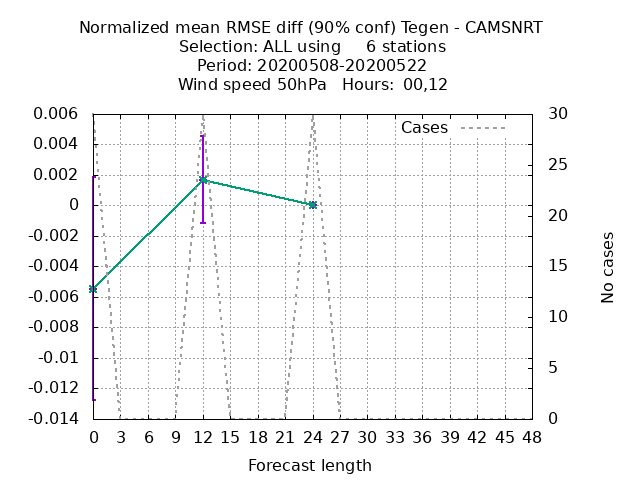 Normalized mean RMSE diff (90% conf) Tegen - CAMSNRT
Selection: ALL using     6 stations
Period: 20200508-20200522
Wind speed 50hPa   Hours:  00,12
Cases
0.006
0.004
0.002
0
-0.002
-0.004
-0.006
-0.008
-0.01
-0.012
-0.014
30
25
20
15
10
5
0
No cases
0 3 6 9 12 15 18 21 24 27 30 33 36 39 42 45 48
Forecast length